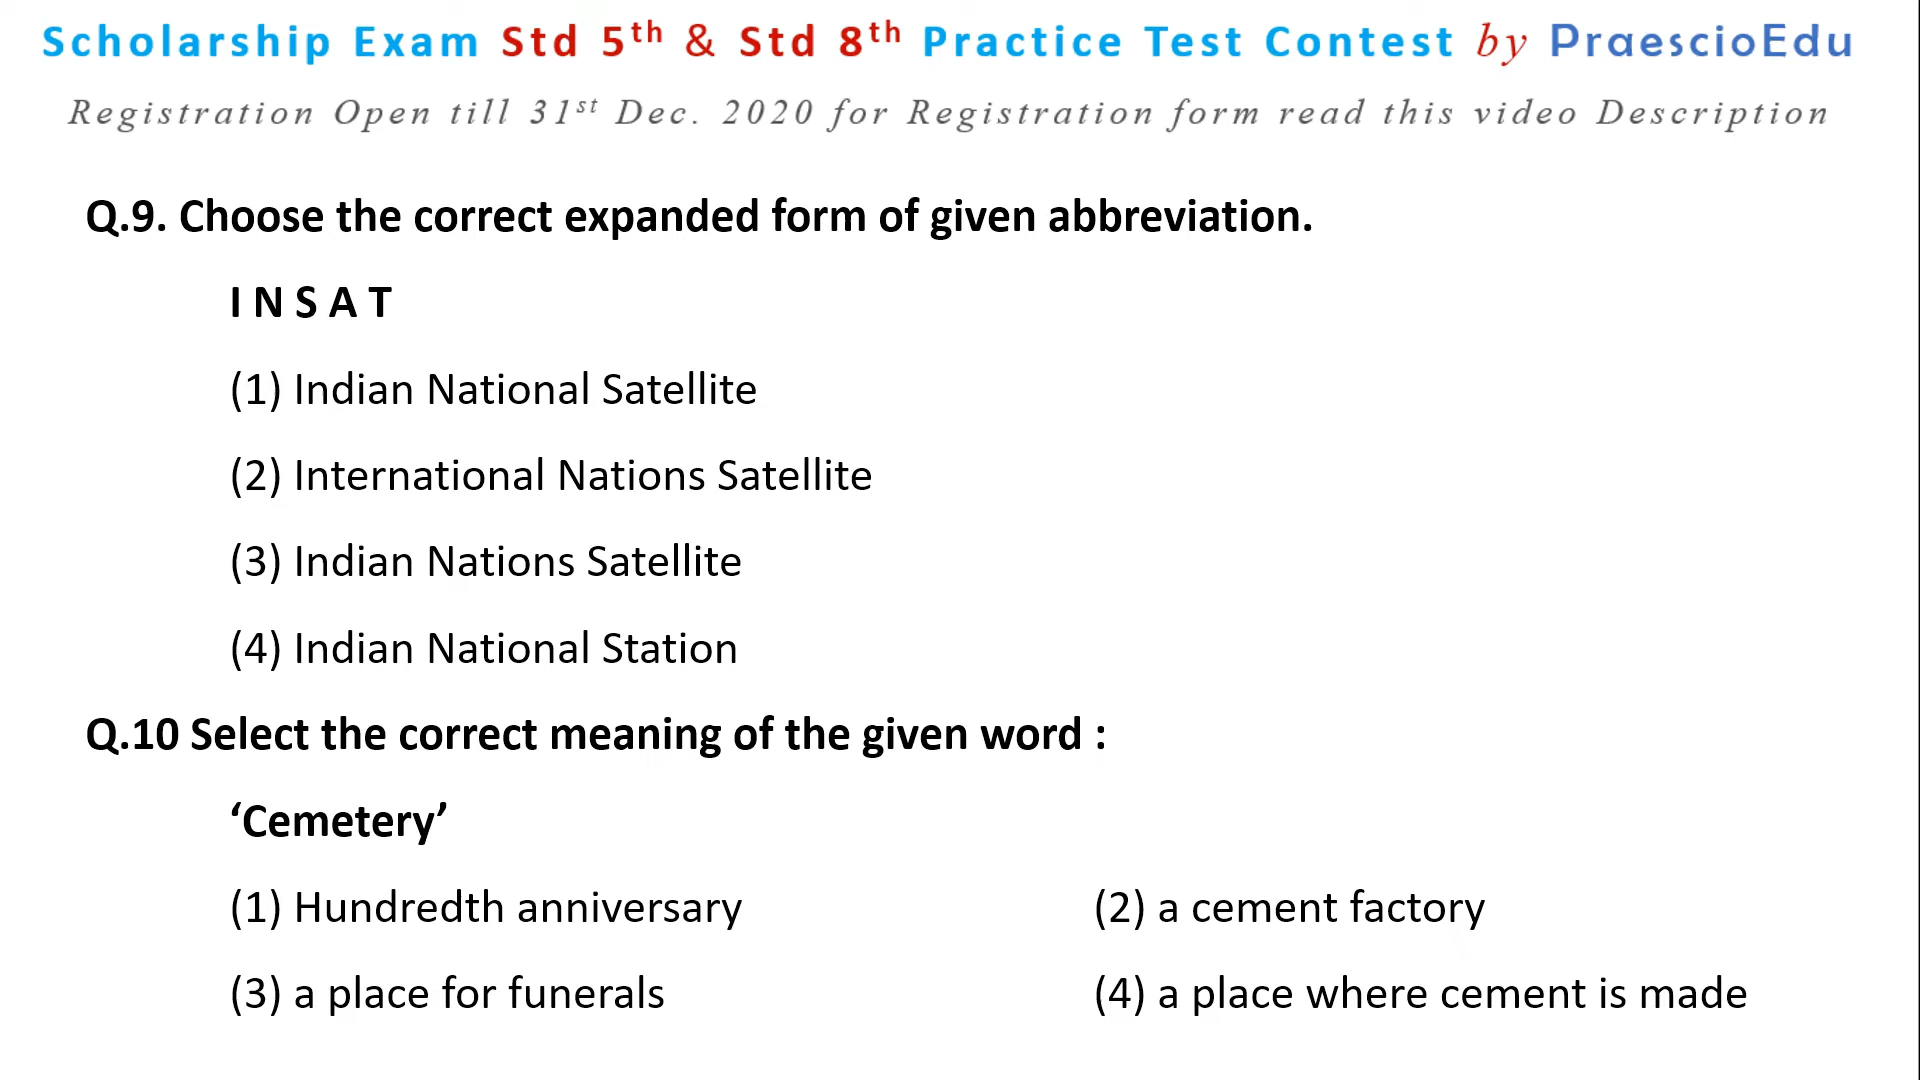 Scholarship Exam Std 5th & Std 8th Practice Test Contest by PraescioEdu
Registration Open till 31st Dec. 2020 for Registration form read this video Description
Q.9. Choose the correct expanded form of given abbreviation.
I N S A T
(1) Indian National Satellite
(2) International Nations Satellite
(3) Indian Nations Satellite
(4) Indian National Station
Q.10 Select the correct meaning of the given word :
‘Cemetery’
(1) Hundredth anniversary (2) a cement factory
(3) a place for funerals (4) a place where cement is made